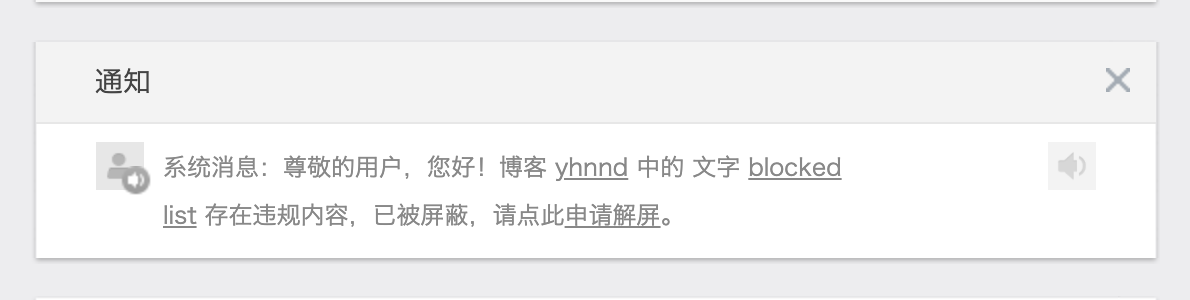 通知
系统消息：尊敬的用户，您好！博客 yhnnd 中的 文字 blocked
list 存在违规内容，已被屏蔽，请点此申请解屏。